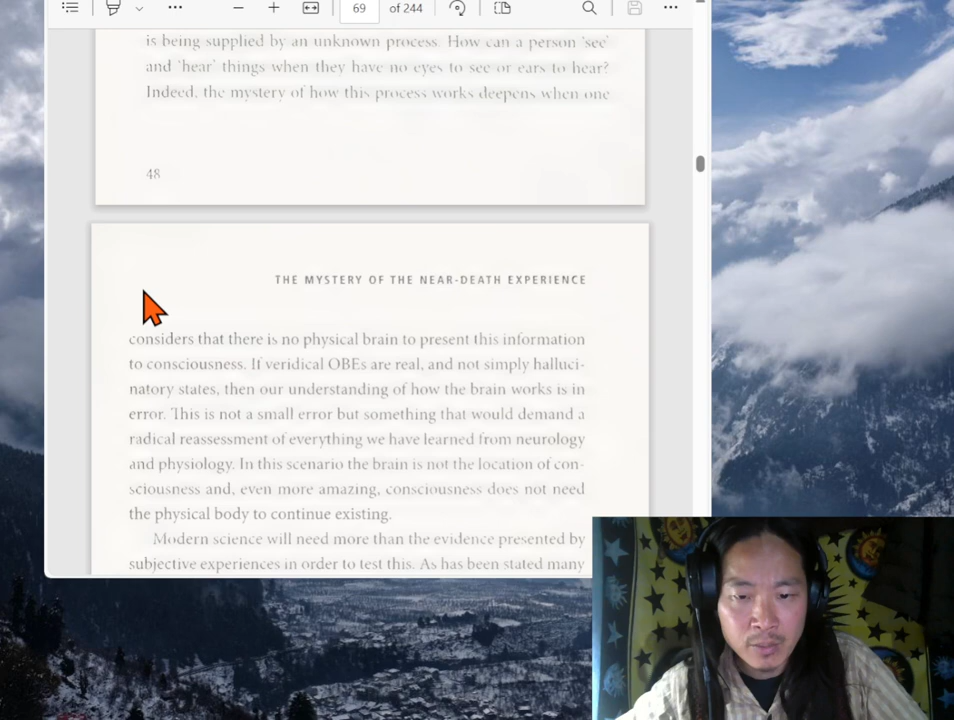 69 of 244
is being supplied by an unknown process. How can a person 'see'
and 'hear' things when they have no eyes to see or ears to hear?
Indeed, the mystery of how this process works deepens when one
48
THE MYSTERY OF THE NEAR-DEATH EXPERIENCE
considers that there is no physical brain to present this information
to consciousness. If veridical OBEs are real, and not simply halluci-
natory states, then our understanding of how the brain works is in
error. This is not a small error but something that would demand a
radical reassessment of everything we have learned from neurology
and physiology. In this scenario the brain is not the location of con-
sciousness and, even more amazing, consciousness does not need
the physical body to continue existing.
Modern science will need more than the evidence presented by
subjective experiences in order to test this. As has been stated many